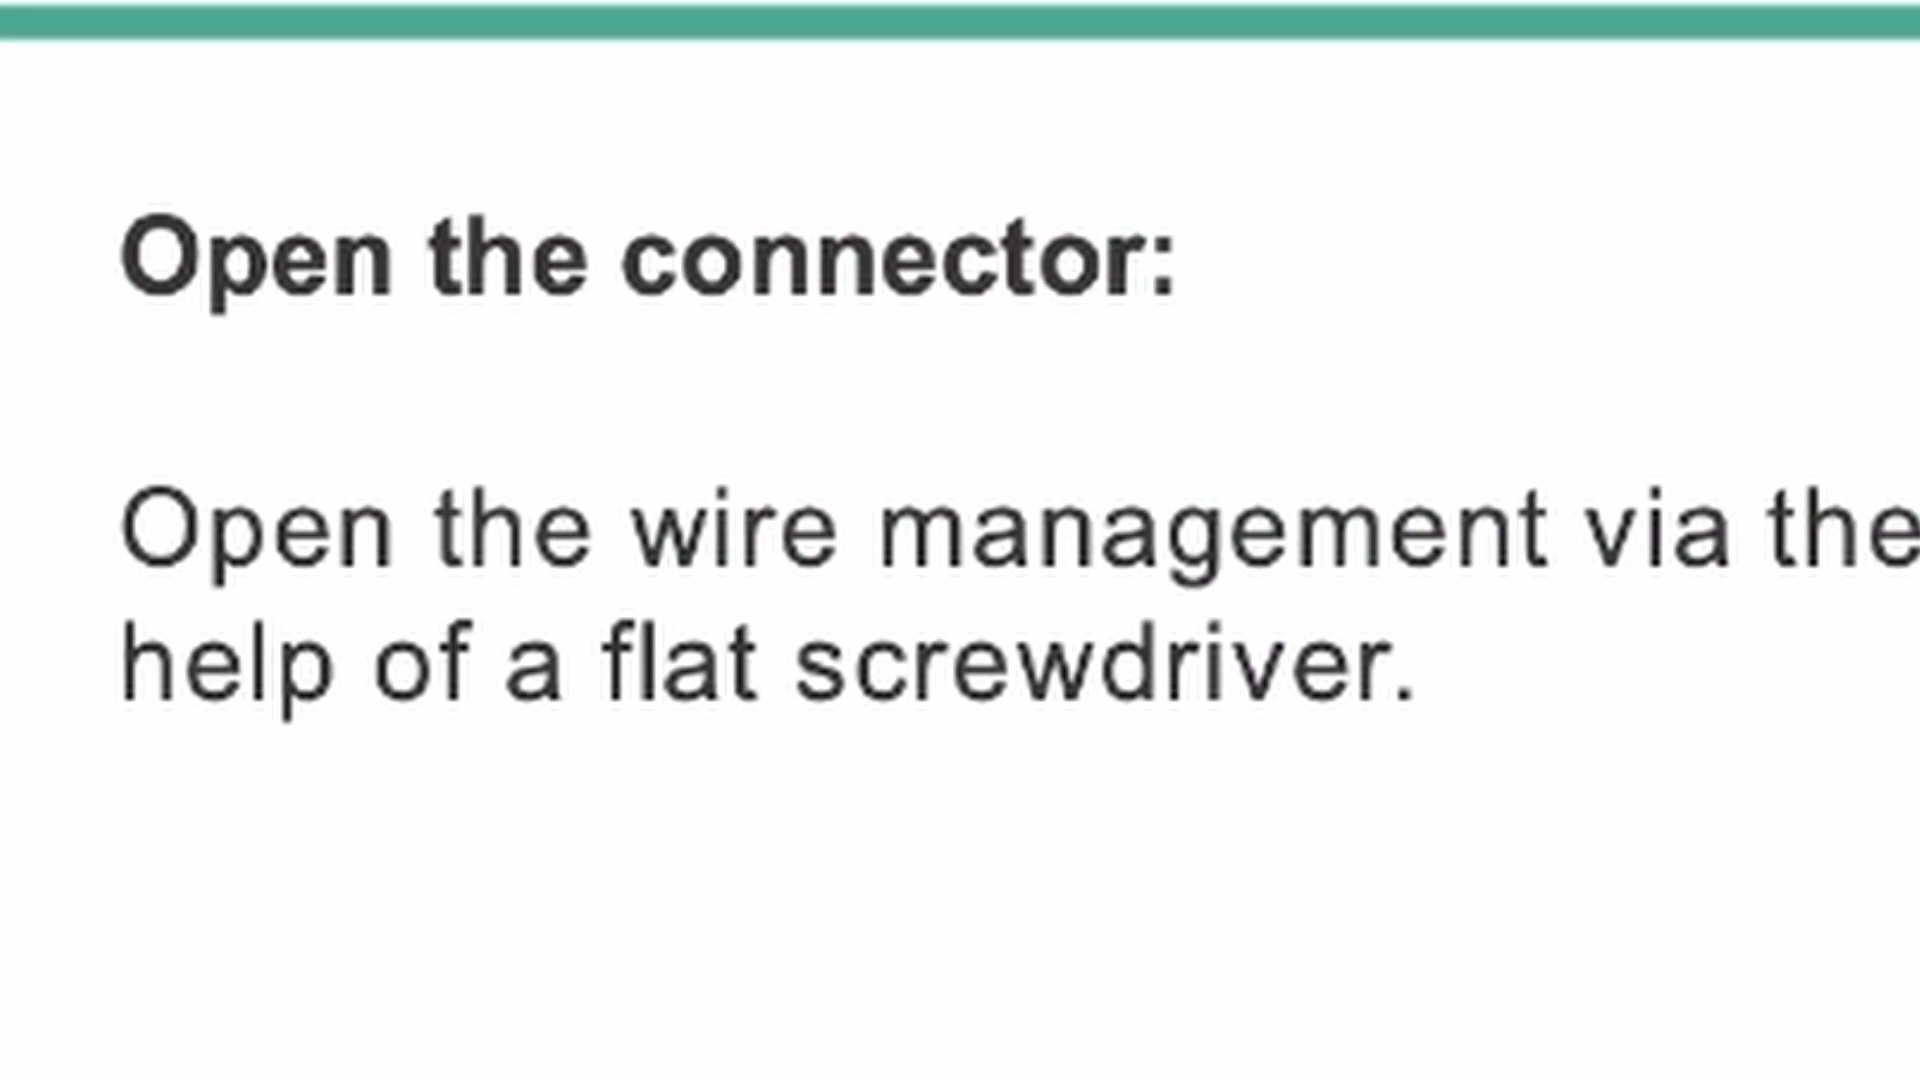 Open the connector:
Open the wire management via the
help of a flat screwdriver.